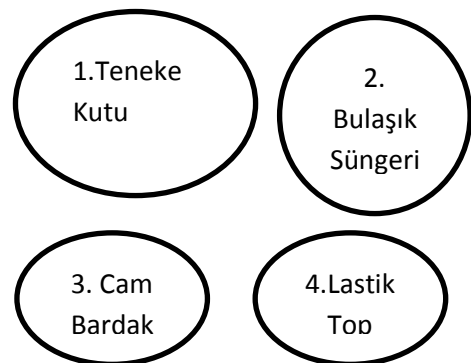 1.Teneke
Kutu
2.
Bulaşık
Süngeri
3. Cam
Bardak
4.Lastik
Top